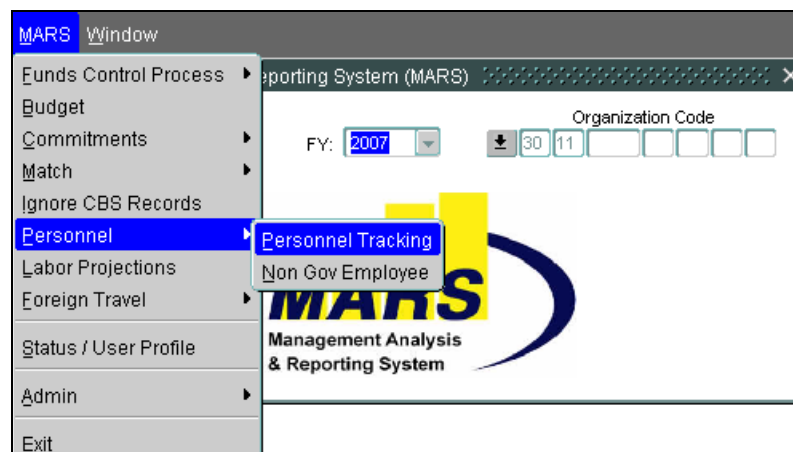 MARS Window
Funds Control Process
Budget
Commitments
Match
Ignore CBS Records
Personnel
Labor Projections
Foreign Travel
Status / User Profile
Admin
Exit
Personnel Tracking
Non Gov Employee
eporting System (MARS)
Organization Code
FY: 2007 30 11
MARS
Management Analysis
& Reporting System